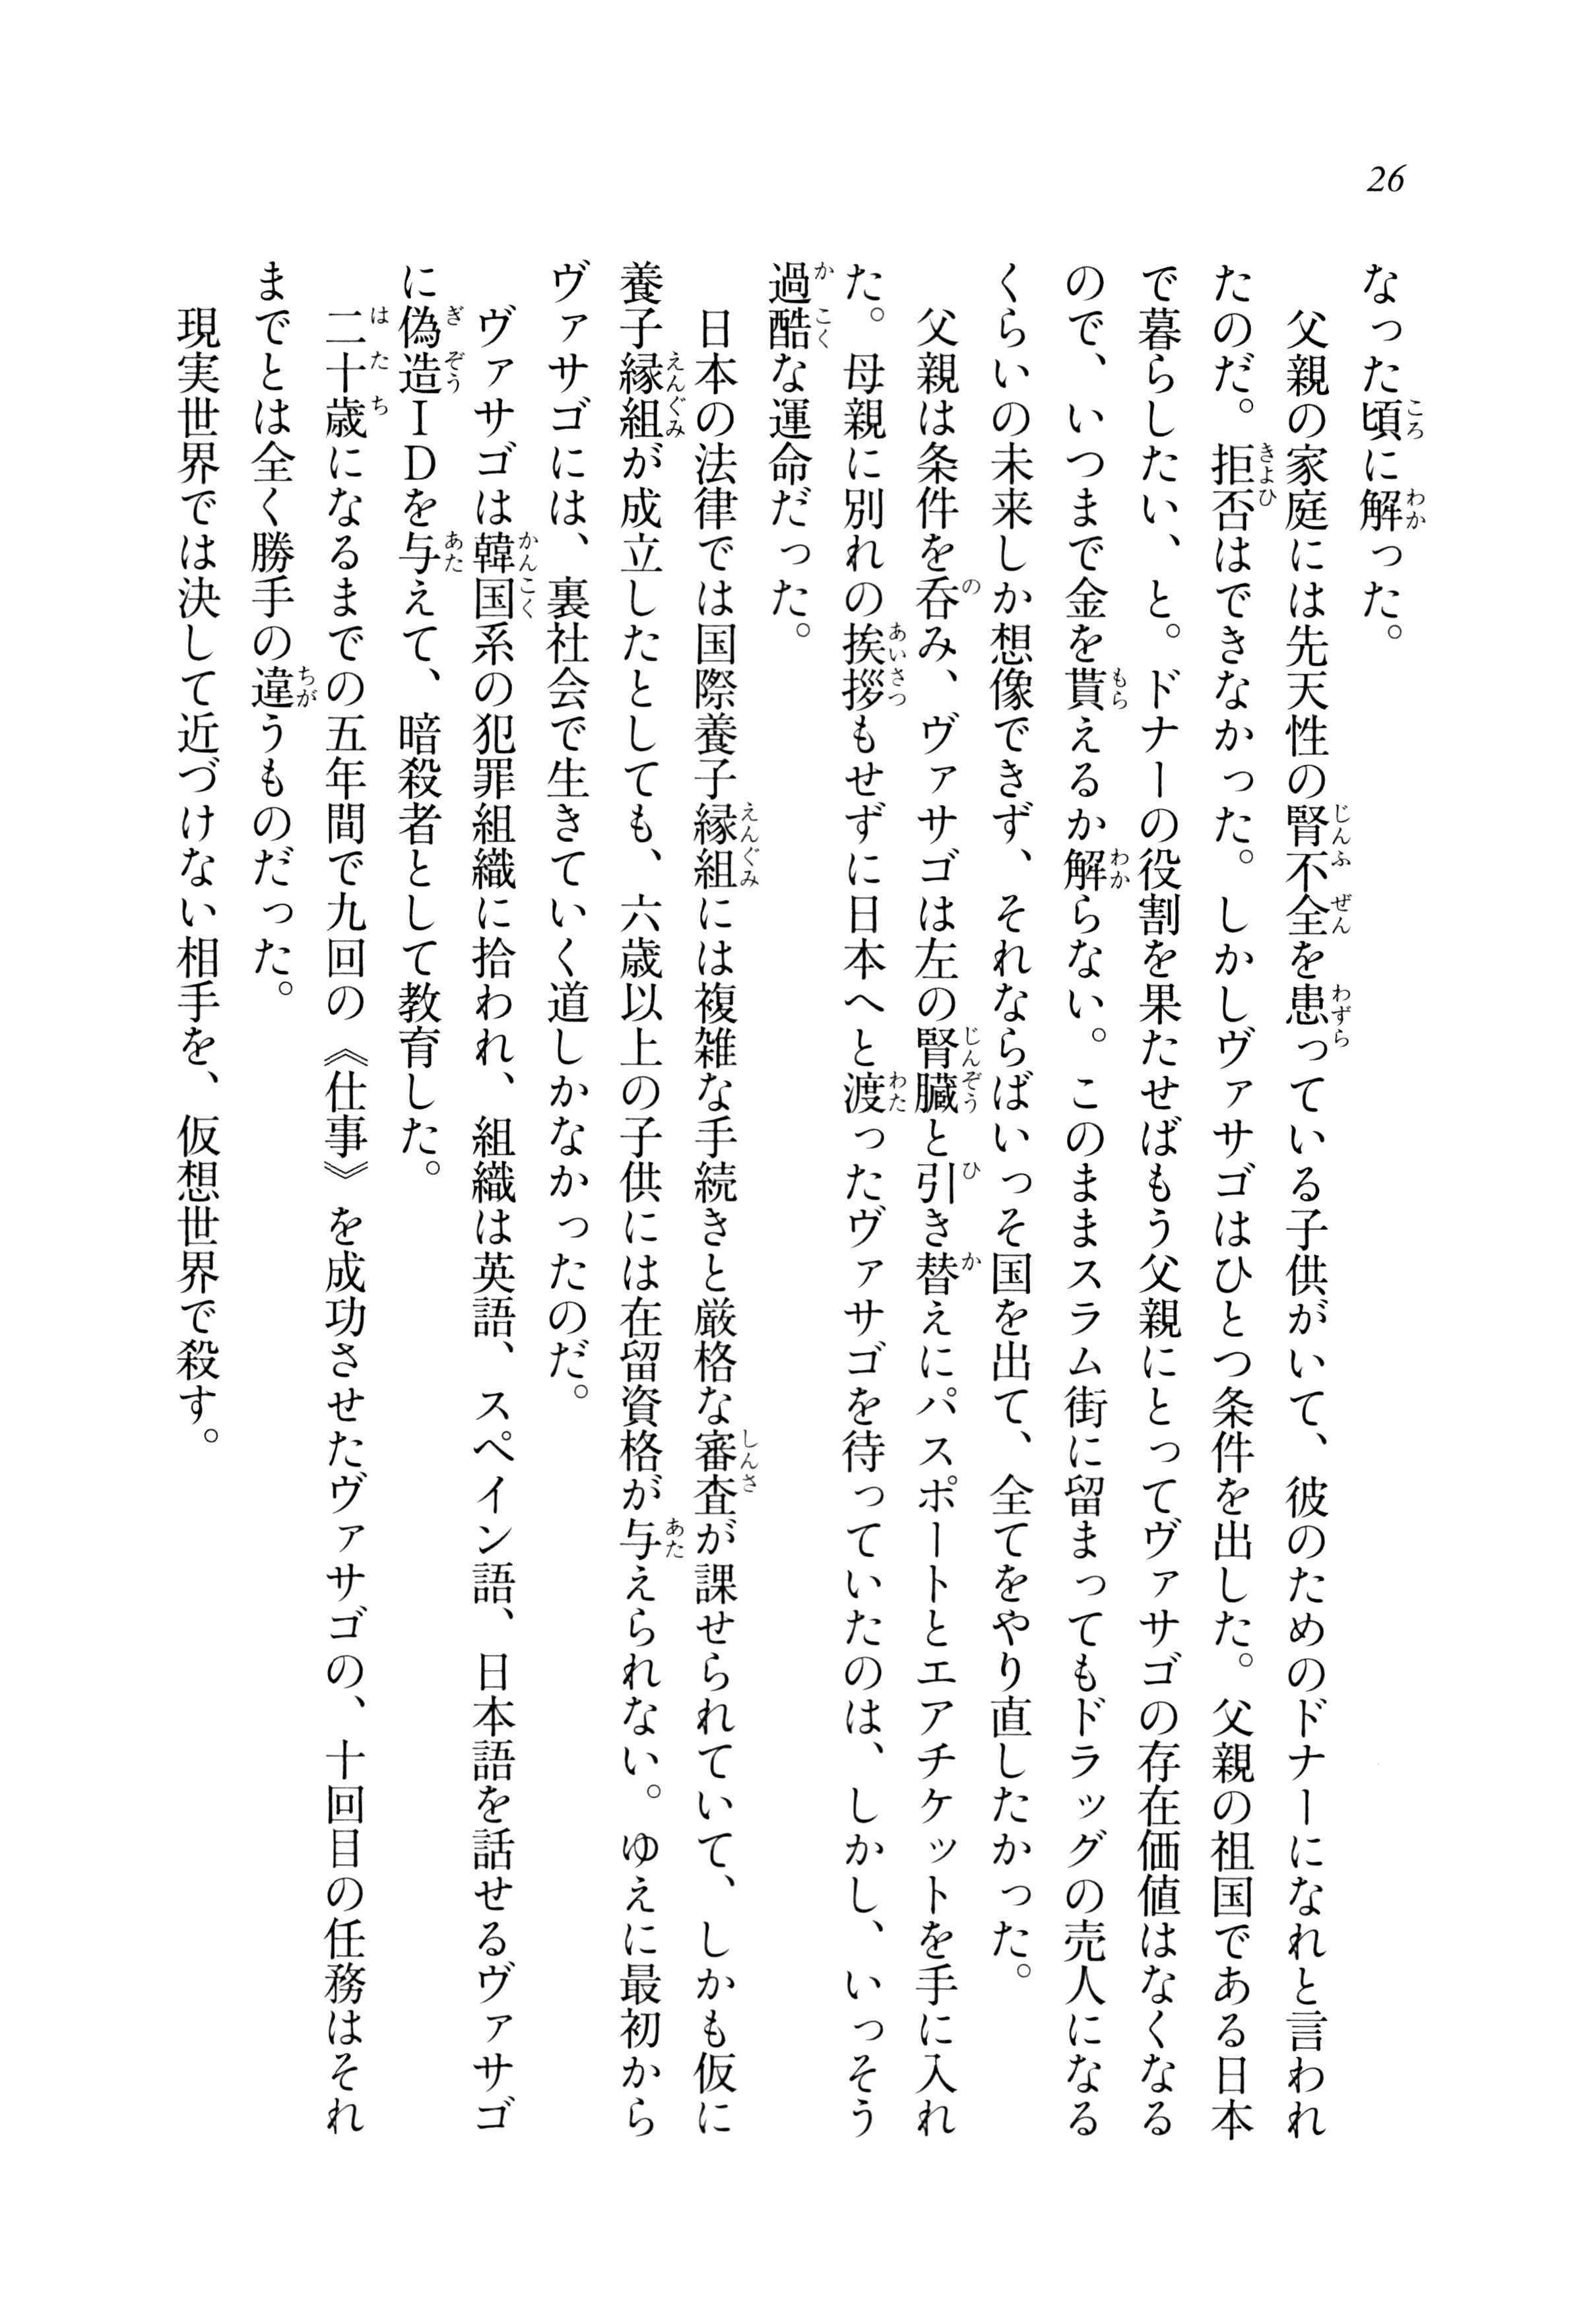 26
なった頃に解った。
父親の家庭には先天性の腎不全を患っている子供がいて、彼のためのドナーになれと言われ
たのだ。拒否はできなかった。しかしヴァサゴはひとつ条件を出した。父親の祖国である日本
で暮らしたい、と。ドナーの役割を果たせばもう父親にとってヴァサゴの存在価値はなくなる
ので、いつまで金を貰えるか解らない。このままスラム街に留まってもドラッグの売人になる
くらいの未来しか想像できず、それならばいっそ国を出て、全てをやり直したかった。
父親は条件を呑み、ヴァサゴは左の腎臓と引き替えにパスポートとエアチケットを手に入れ
た。母親に別れの挨拶もせずに日本へと渡ったヴァサゴを待っていたのは、しかし、いっそう
過酷な運命だった。
日本の法律では国際養子縁組には複雑な手続きと厳格な審査が課せられていて、しかも仮に
養子縁組が成立したとしても、六歳以上の子供には在留資格が与えられない。ゆえに最初から
ヴァサゴには、裏社会で生きていく道しかなかったのだ。
ヴァサゴは韓国系の犯罪組織に拾われ、組織は英語、スペイン語、日本語を話せるヴァサゴ
に偽造ＩＤを与えて、暗殺者として教育した。
二十歳になるまでの五年間で九回の《仕事》を成功させたヴァサゴの、十回目の任務はそれ
までとは全く勝手の違うものだった。
現実世界では決して近づけない相手を、仮想世界で殺す。